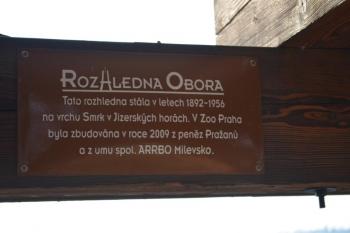 ROZHLEDNA OBORA
Tato rozhledna stála v letech 1892-1956
na vrchu Smrk v Jizerských horách. V Zoo Praha
byla zbudována v roce 2009 z peněz Pražanů
a z umu spol. ARRBO Milevsko.